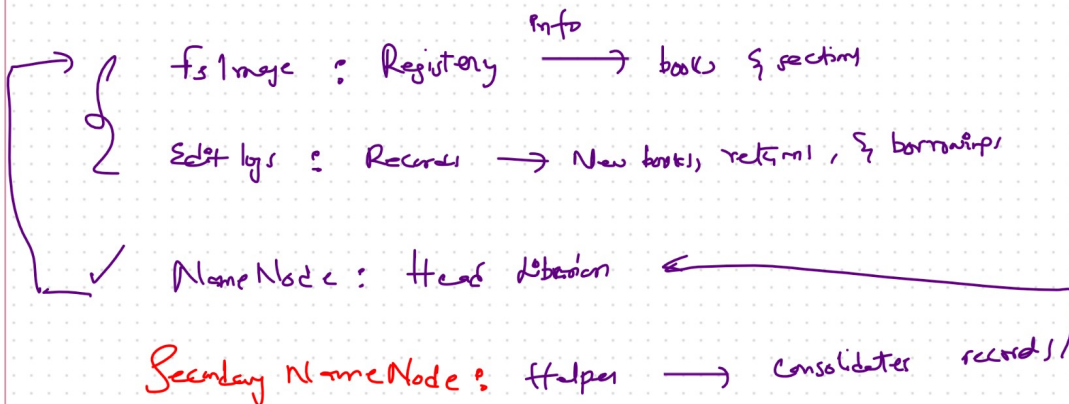 fsImage : Registery info → books & sections
Edit logs : Records → New books, returns, & borrowings
✓ NameNode : Head Librarian ←
Secondary NameNode : Helper → Consolidates records/